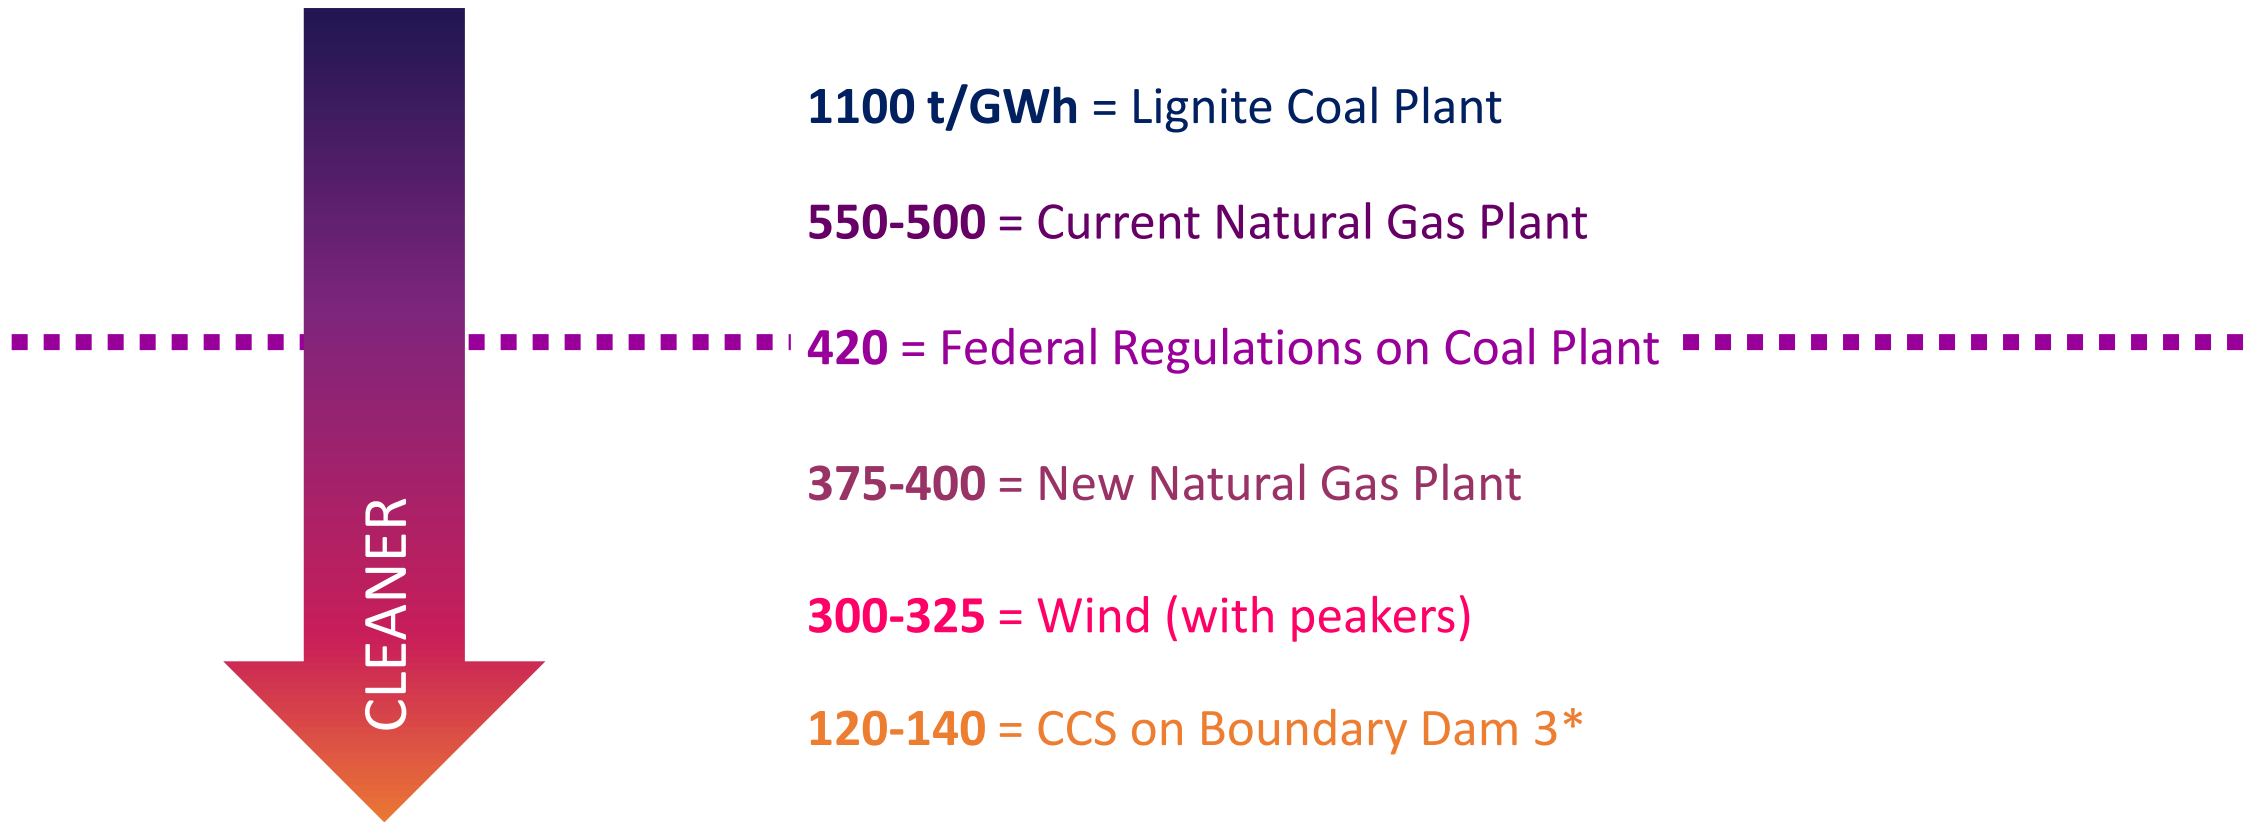 1100 t/GWh = Lignite Coal Plant
550-500 = Current Natural Gas Plant
420 = Federal Regulations on Coal Plant
375-400 = New Natural Gas Plant
300-325 = Wind (with peakers)
120-140 = CCS on Boundary Dam 3*
CLEANER